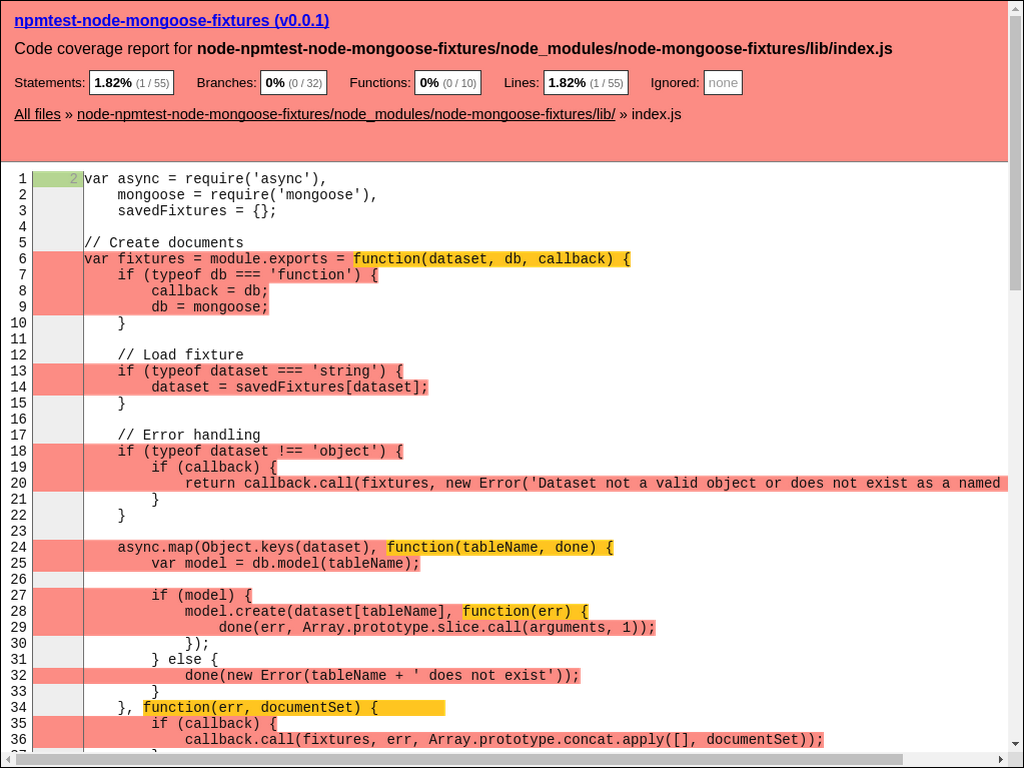 npmtest-node-mongoose-fixtures (v0.0.1)
Code coverage report for node-npmtest-node-mongoose-fixtures/node_modules/node-mongoose-fixtures/lib/index.js
Statements: 1.82% (1 / 55) Branches: 0% (0 / 32) Functions: 0% (0 / 10) Lines: 1.82% (1 / 55) Ignored: none
All files » node-npmtest-node-mongoose-fixtures/node_modules/node-mongoose-fixtures/lib/ » index.js
1 2 var async = require('async'),
2     mongoose = require('mongoose'),
3     savedFixtures = {};
4
5 // Create documents
6 var fixtures = module.exports = function(dataset, db, callback) {
7     if (typeof db === 'function') {
8         callback = db;
9         db = mongoose;
10     }
11
12     // Load fixture
13     if (typeof dataset === 'string') {
14         dataset = savedFixtures[dataset];
15     }
16
17     // Error handling
18     if (typeof dataset !== 'object') {
19         if (callback) {
20             return callback.call(fixtures, new Error('Dataset not a valid object or does not exist as a named
21         }
22     }
23
24     async.map(Object.keys(dataset), function(tableName, done) {
25         var model = db.model(tableName);
26
27         if (model) {
28             model.create(dataset[tableName], function(err) {
29                 done(err, Array.prototype.slice.call(arguments, 1));
30             });
31         } else {
32             done(new Error(tableName + ' does not exist'));
33         }
34     }, function(err, documentSet) {
35         if (callback) {
36             callback.call(fixtures, err, Array.prototype.concat.apply([], documentSet));